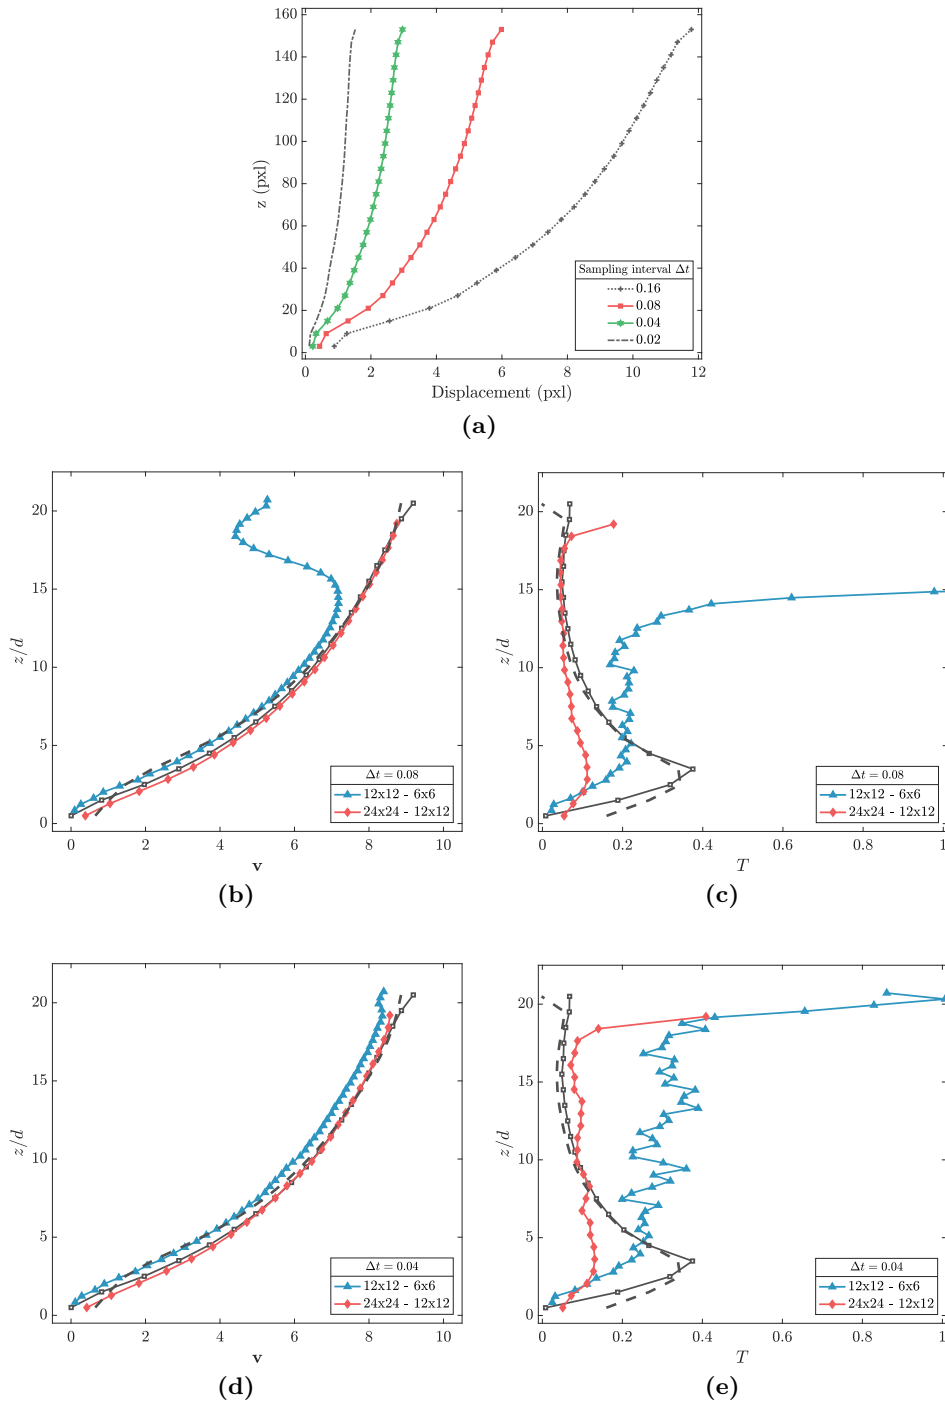 160
140
120
100
80
60
40
20
0
z (pxl)
Sampling interval Δt
0.16
0.08
0.04
0.02
0 2 4 6 8 10 12
Displacement (pxl)
(a)
20
15
10
5
0
z/d
Δt = 0.08
12x12 - 6x6
24x24 - 12x12
0 2 4 6 8 10
v
(b)
20
15
10
5
0
z/d
Δt = 0.08
12x12 - 6x6
24x24 - 12x12
0 0.2 0.4 0.6 0.8 1
T
(c)
20
15
10
5
0
z/d
Δt = 0.04
12x12 - 6x6
24x24 - 12x12
0 2 4 6 8 10
v
(d)
20
15
10
5
0
z/d
Δt = 0.04
12x12 - 6x6
24x24 - 12x12
0 0.2 0.4 0.6 0.8 1
T
(e)